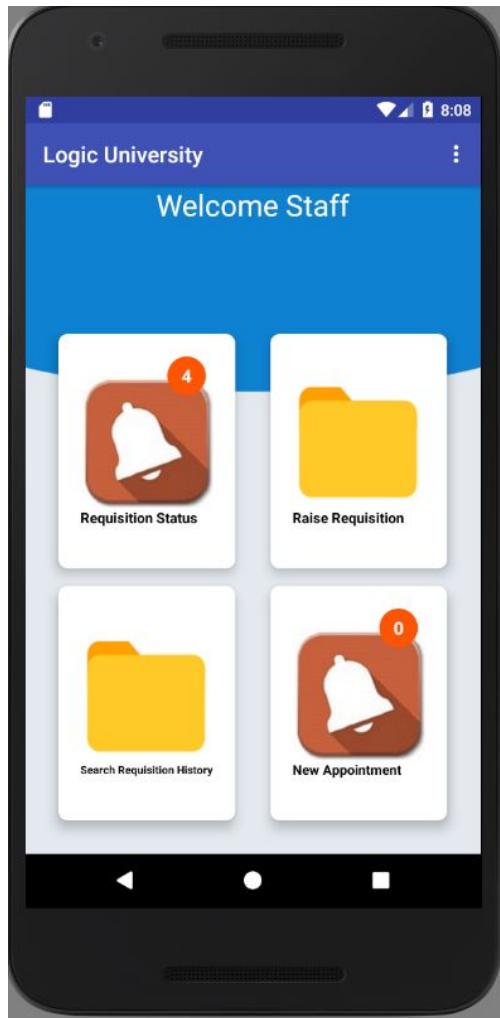 8:08
Logic University
Welcome Staff
4
Requisition Status
Raise Requisition
Search Requisition History
0
New Appointment